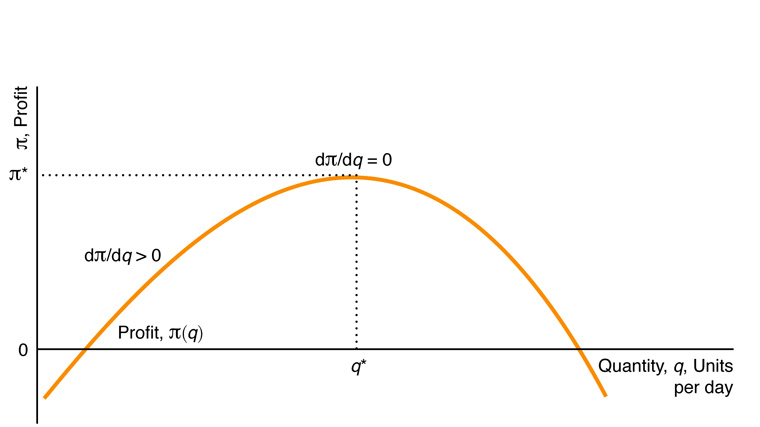 π, Profit
dπ/dq = 0
π*
dπ/dq > 0
Profit, π(q)
0
q*
Quantity, q, Units
per day